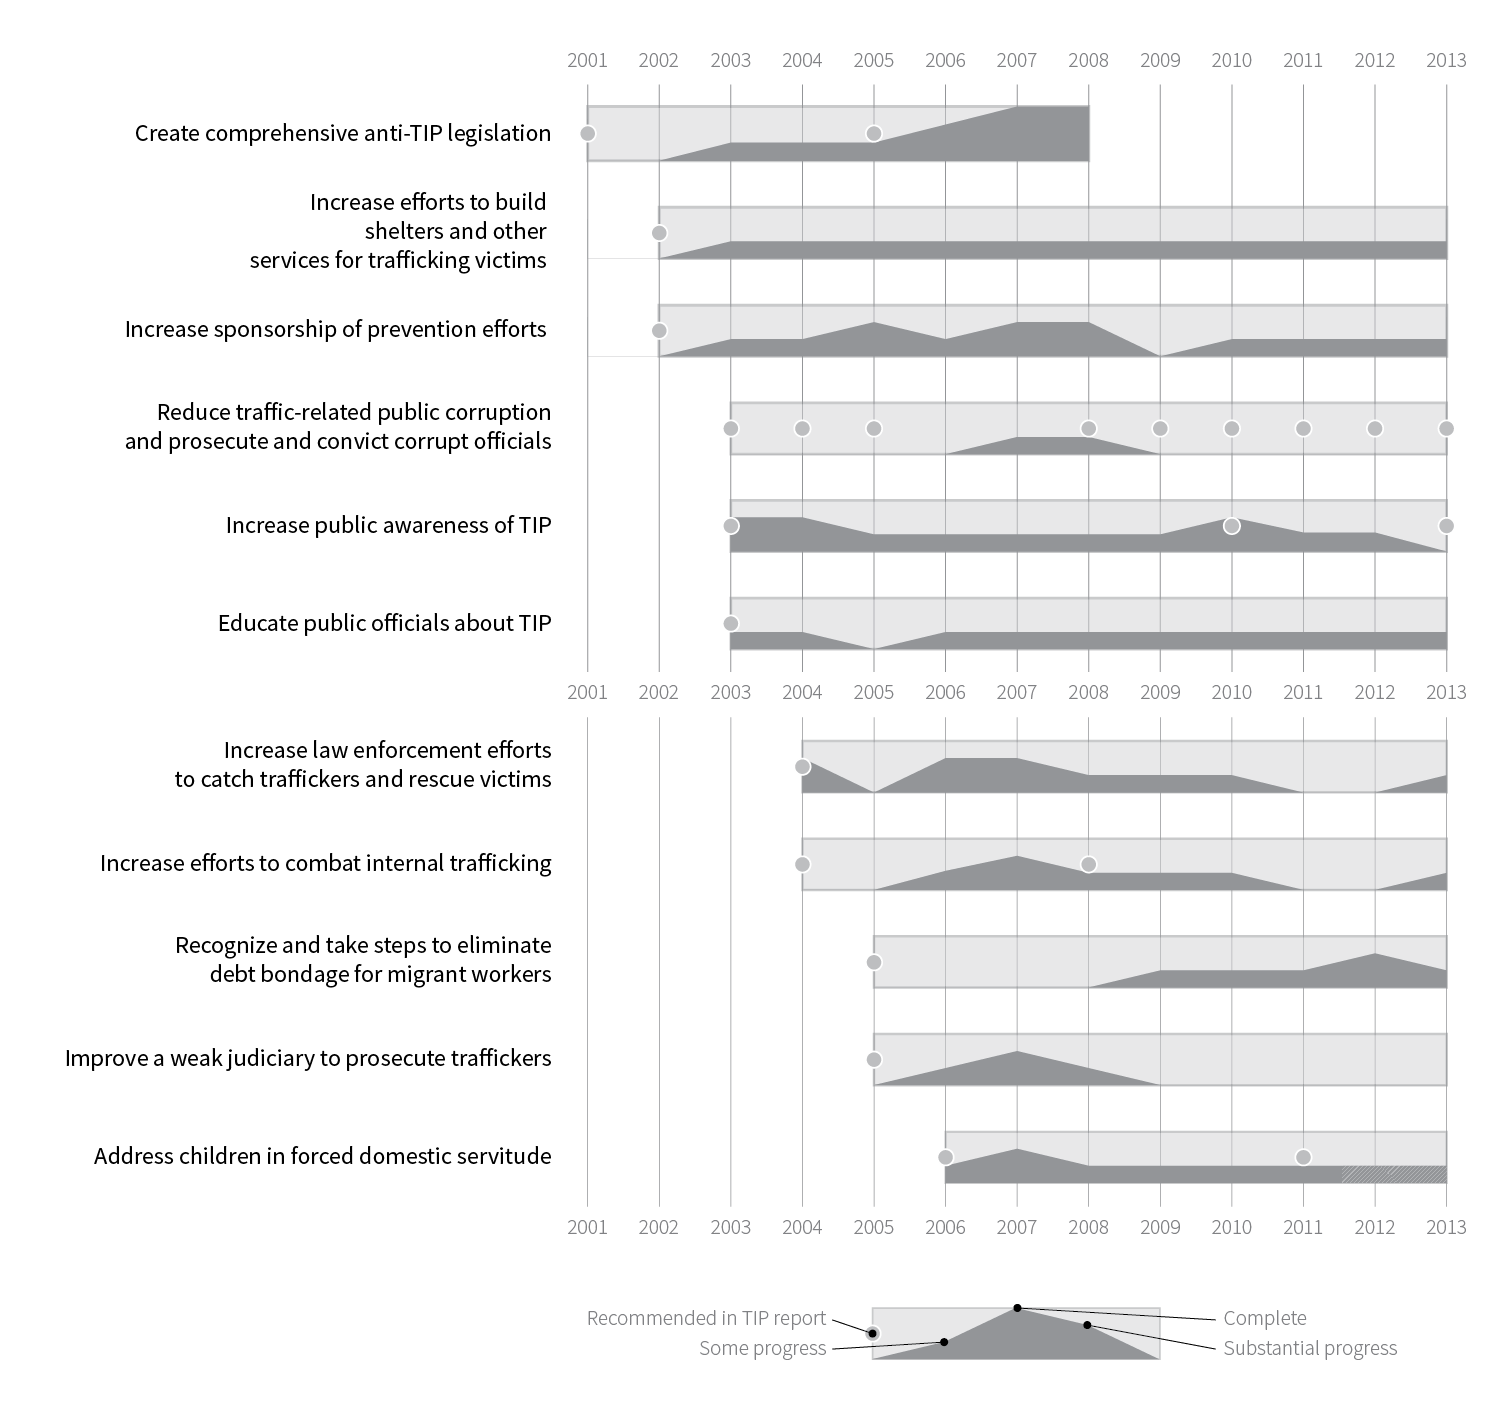 2001 2002 2003 2004 2005 2006 2007 2008 2009 2010 2011 2012 2013
Create comprehensive anti-TIP legislation
Increase efforts to build
shelters and other
services for trafficking victims
Increase sponsorship of prevention efforts
Reduce traffic-related public corruption
and prosecute and convict corrupt officials
Increase public awareness of TIP
Educate public officials about TIP
2001 2002 2003 2004 2005 2006 2007 2008 2009 2010 2011 2012 2013
Increase law enforcement efforts
to catch traffickers and rescue victims
Increase efforts to combat internal trafficking
Recognize and take steps to eliminate
debt bondage for migrant workers
Improve a weak judiciary to prosecute traffickers
Address children in forced domestic servitude
2001 2002 2003 2004 2005 2006 2007 2008 2009 2010 2011 2012 2013
Recommended in TIP report
Some progress
Complete
Substantial progress